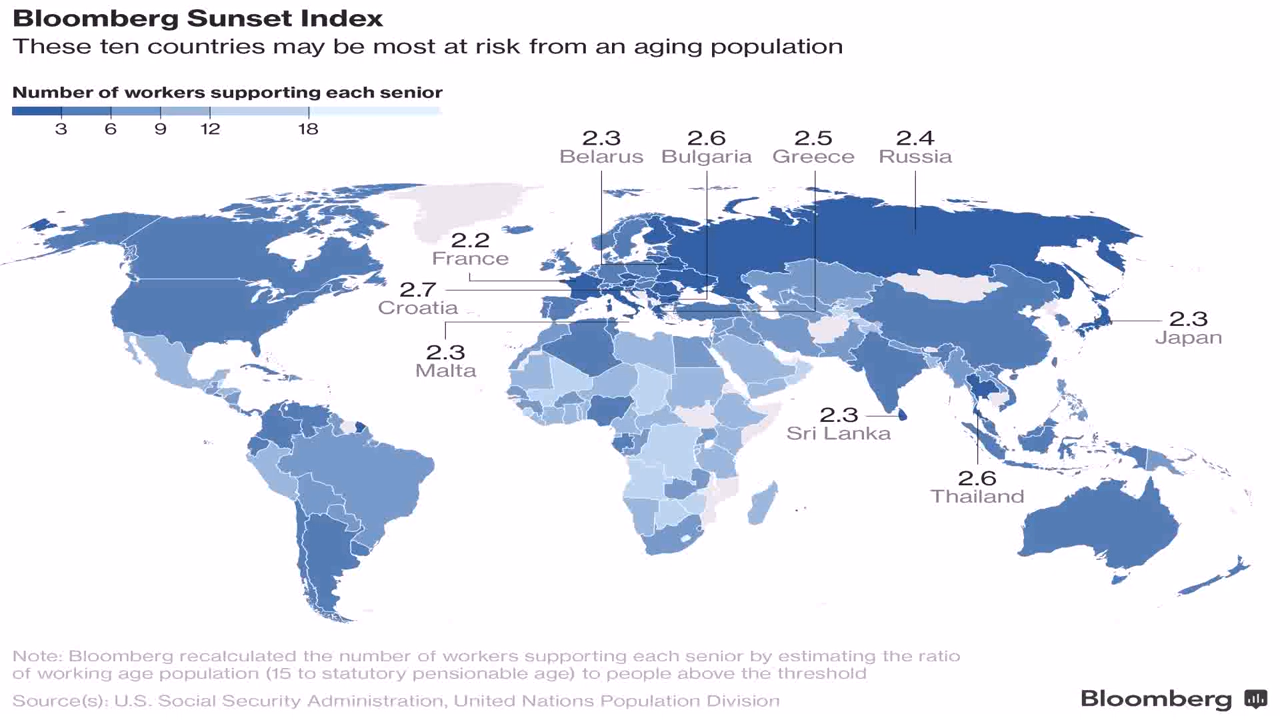 Bloomberg Sunset Index
These ten countries may be most at risk from an aging population
Number of workers supporting each senior
3 6 9 12 18
2.3 2.6 2.5 2.4
Belarus Bulgaria Greece Russia
2.2
France
2.7
Croatia
2.3
Malta
2.3
Japan
2.3
Sri Lanka
2.6
Thailand
Note: Bloomberg recalculated the number of workers supporting each senior by estimating the ratio
of working age population (15 to statutory pensionable age) to people above the threshold
Source(s): U.S. Social Security Administration, United Nations Population Division
Bloomberg